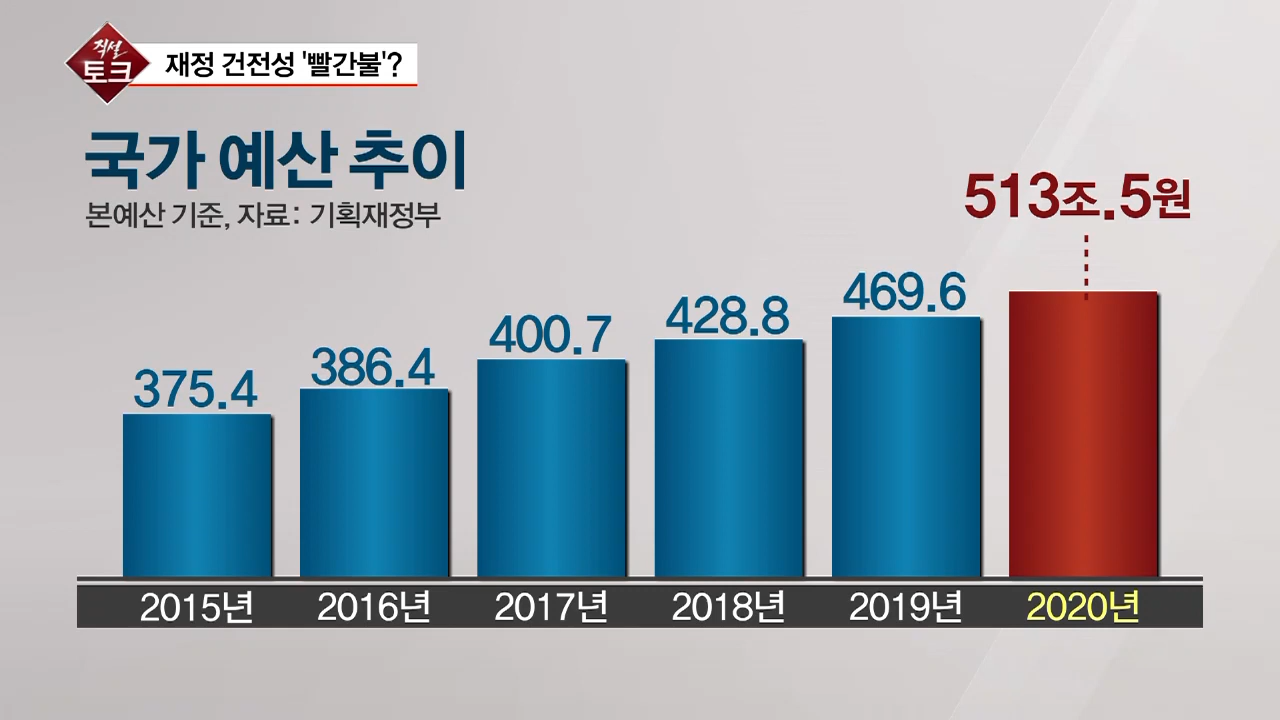 직설
토크
재정 건전성 '빨간불'?
국가 예산 추이
본예산 기준, 자료: 기획재정부
513조.5원
469.6
428.8
400.7
386.4
375.4
2015년 2016년 2017년 2018년 2019년 2020년